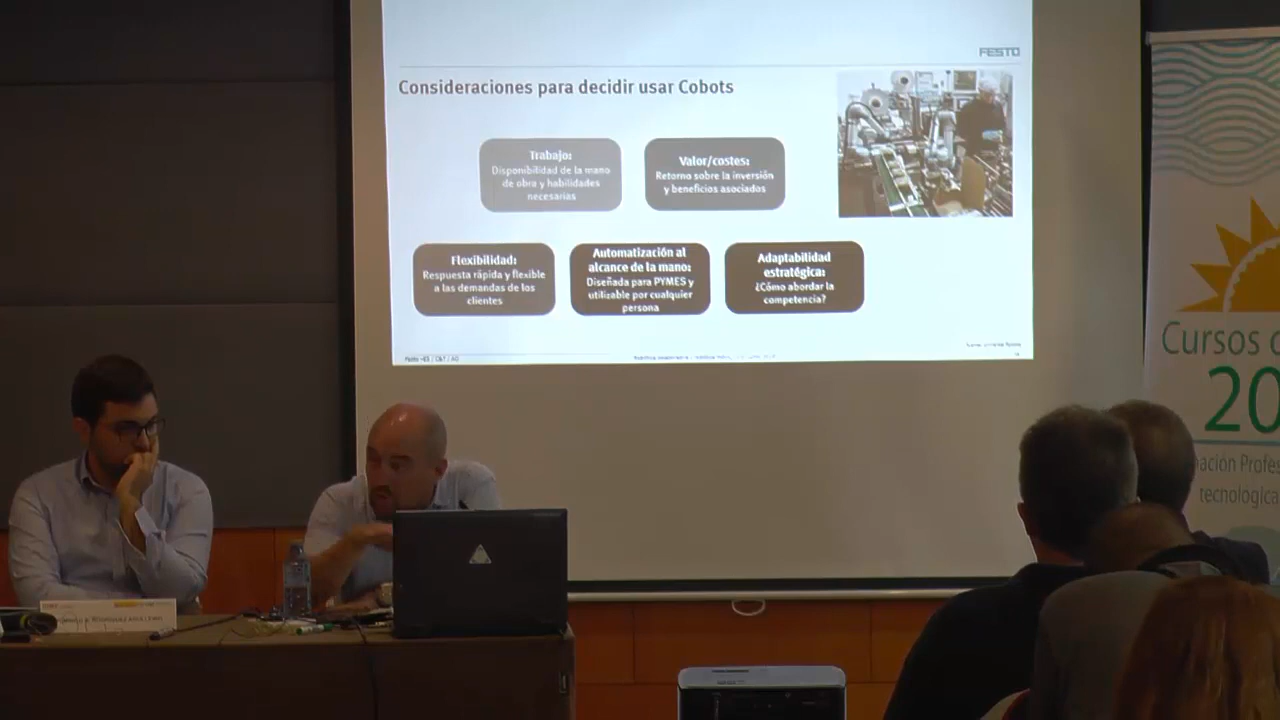 FESTO
Consideraciones para decidir usar Cobots
Trabajo:
Disponibilidad de la mano
de obra y habilidades
necesarias
Valor/costes:
Retorno sobre la inversión
y beneficios asociados
Flexibilidad:
Respuesta rápida y flexible
a las demandas de los
clientes
Automatización al
alcance de la mano:
Diseñada para PYMES y
utilizable por cualquier
persona
Adaptabilidad
estratégica:
¿Cómo abordar la
competencia?
Cursos
20
ación Profes
tecnológica